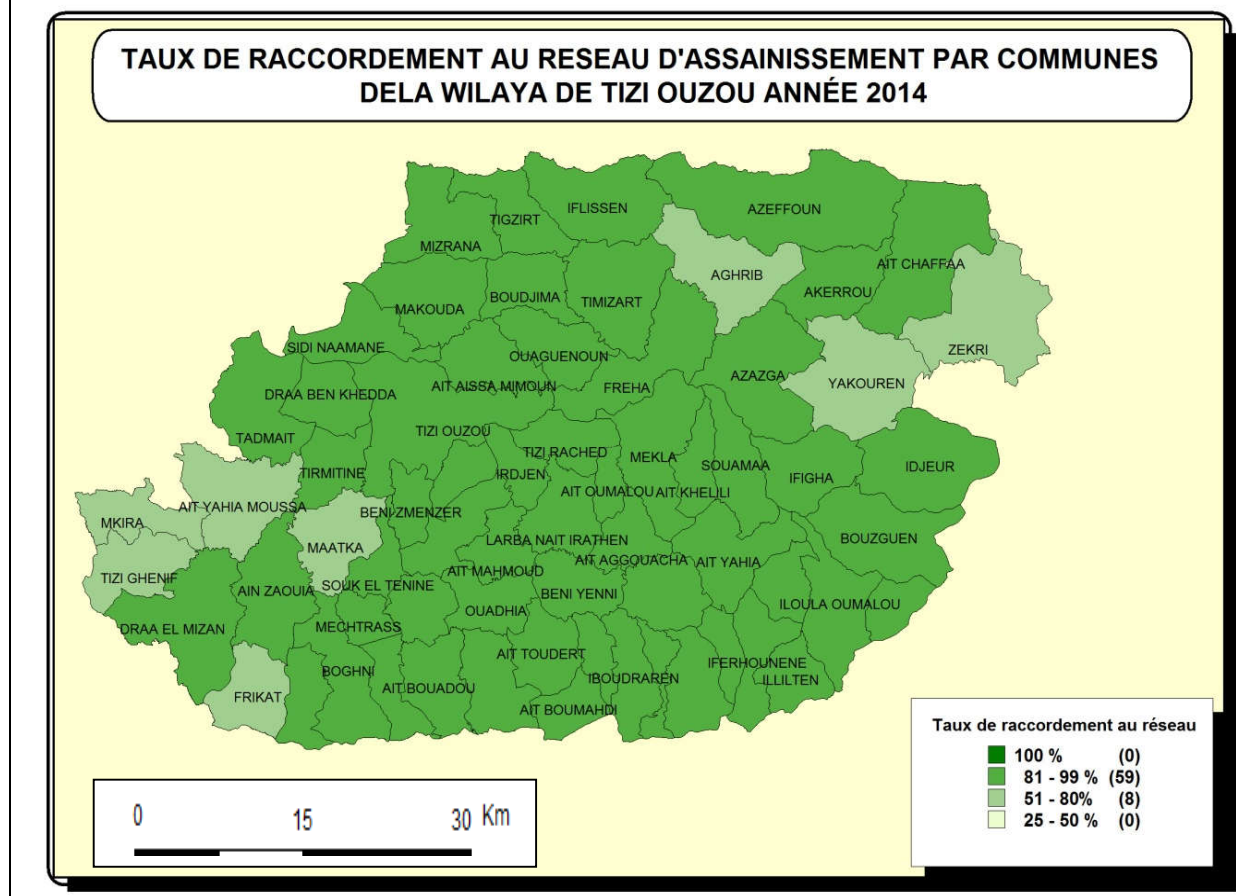 TAUX DE RACCORDEMENT AU RESEAU D'ASSAINISSEMENT PAR COMMUNES
DELA WILAYA DE TIZI OUZOU ANNÉE 2014
IFLISSEN
AZEFFOUN
TIGZIRT
MIZRANA
AIT CHAFFAA
AGHRIB
AKERROU
BOUDJIMA
TIMIZART
MAKOUDA
SIDI NAAMANE
OUAGUENOUN
ZEKRI
AZAZGA
YAKOUREN
AIT AISSA MIMOUN
FREHA
DRAA BEN KHEDDA
TIZI OUZOU
TADMAIT
TIZI RACHED
MEKLA
SOUAMAA
IDJEUR
TIRMITINE
IRDJEN
IFIGHA
AIT OUMALOU
AIT KHELILI
AIT YAHIA MOUSSA
BENI ZMENZER
MKIRA
LARBA NAIT IRATHEN
BOUZGUEN
MAATKA
AIT AGGOUACHA
AIT YAHIA
AIT MAHMOUD
TIZI GHENIF
SOUK EL TENINE
AIN ZAOUIA
BENI YENNI
ILOULA OUMALOU
OUADHIA
DRAA EL MIZAN
MECHTRASS
AIT TOUDERT
IFERHOUNENE
BOGHNI
IBOUDRAREN
ILLILTEN
AIT BOUADOU
FRIKAT
AIT BOUMAHDI
Taux de raccordement au réseau
100 % (0)
81 - 99 % (59)
51 - 80% (8)
25 - 50 % (0)
0 15 30 Km